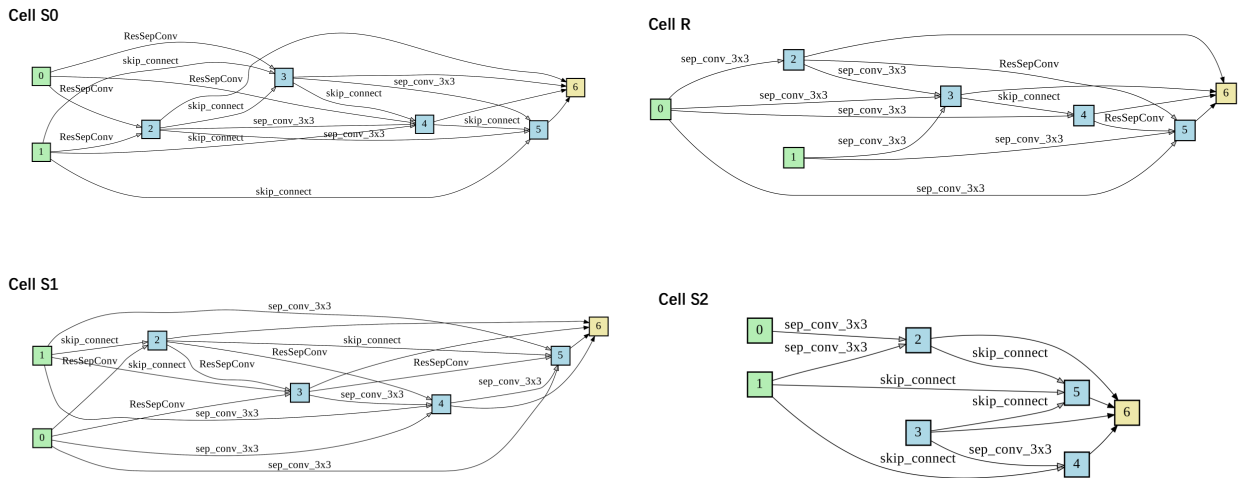 Cell S0
ResSepConv
skip_connect
0
3
ResSepConv
ResSepConv
sep_conv_3x3
6
skip_connect
skip_connect
2
sep_conv_3x3
4
skip_connect
5
ResSepConv
skip_connect
sep_conv_3x3
1
skip_connect
Cell R
sep_conv_3x3
2
ResSepConv
sep_conv_3x3
6
sep_conv_3x3
3
skip_connect
0
sep_conv_3x3
4
ResSepConv
5
sep_conv_3x3
sep_conv_3x3
1
sep_conv_3x3
Cell S1
sep_conv_3x3
6
skip_connect
2
skip_connect
1
ResSepConv
5
ResSepConv
skip_connect
ResSepConv
ResSepConv
sep_conv_3x3
3
sep_conv_3x3
ResSepConv
4
sep_conv_3x3
0
sep_conv_3x3
sep_conv_3x3
Cell S2
0
sep_conv_3x3
2
sep_conv_3x3
skip_connect
1
skip_connect
5
skip_connect
6
3
sep_conv_3x3
skip_connect
4